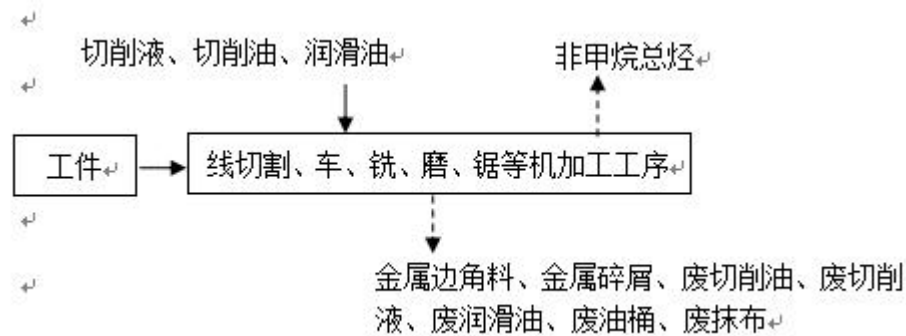 切削液、切削油、润滑油
非甲烷总烃
工件
线切割、车、铣、磨、锯等机加工工序
金属边角料、金属碎屑、废切削油、废切削
液、废润滑油、废油桶、废抹布